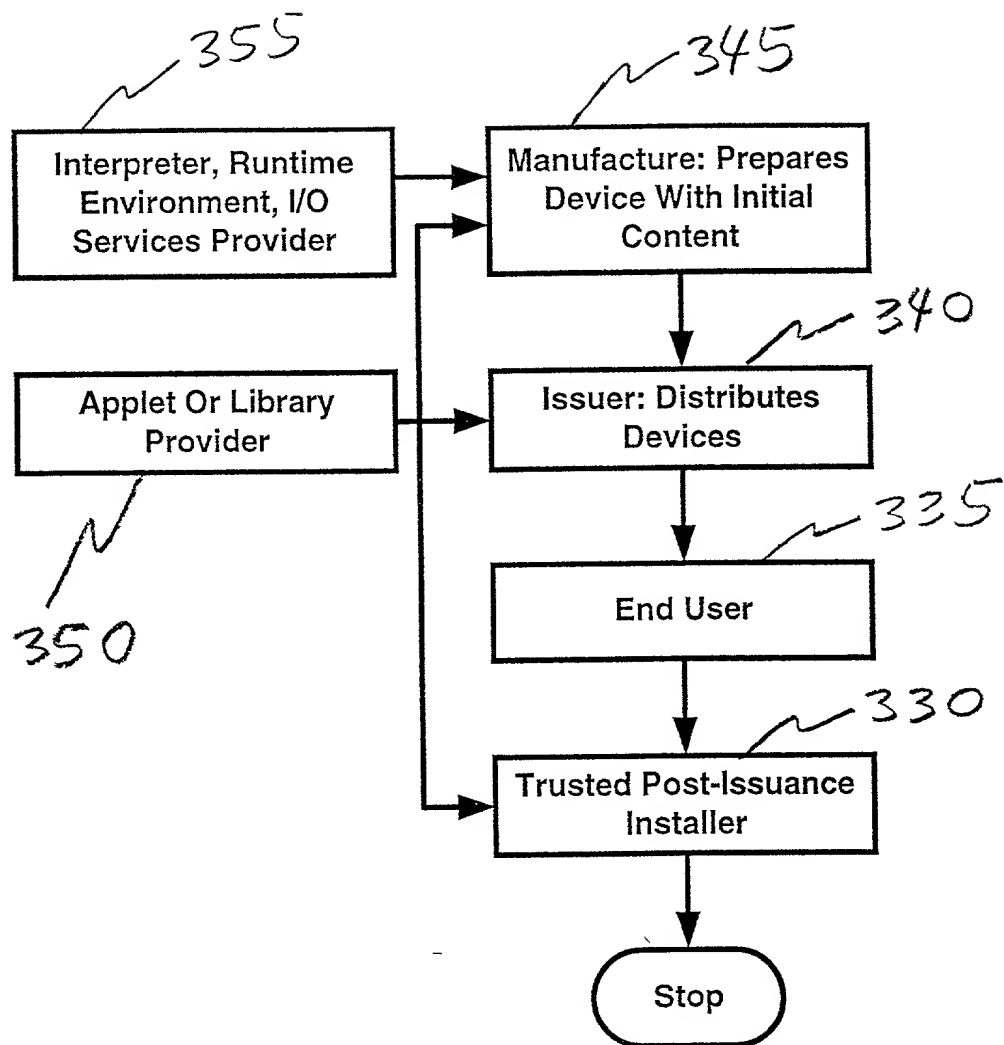 355
345
Interpreter, Runtime
Environment, I/O
Services Provider
Manufacture: Prepares
Device With Initial
Content
340
Applet Or Library
Provider
Issuer: Distributes
Devices
335
350
End User
330
Trusted Post-Issuance
Installer
Stop